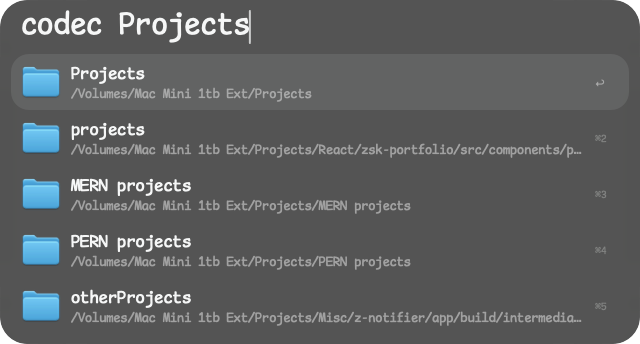 codec Projects
Projects
/Volumes/Mac Mini 1tb Ext/Projects
↩
projects
/Volumes/Mac Mini 1tb Ext/Projects/React/zsk-portfolio/src/components/p…
⌘2
MERN projects
/Volumes/Mac Mini 1tb Ext/Projects/MERN projects
⌘3
PERN projects
/Volumes/Mac Mini 1tb Ext/Projects/PERN projects
⌘4
otherProjects
/Volumes/Mac Mini 1tb Ext/Projects/Misc/z-notifier/app/build/intermedia…
⌘5